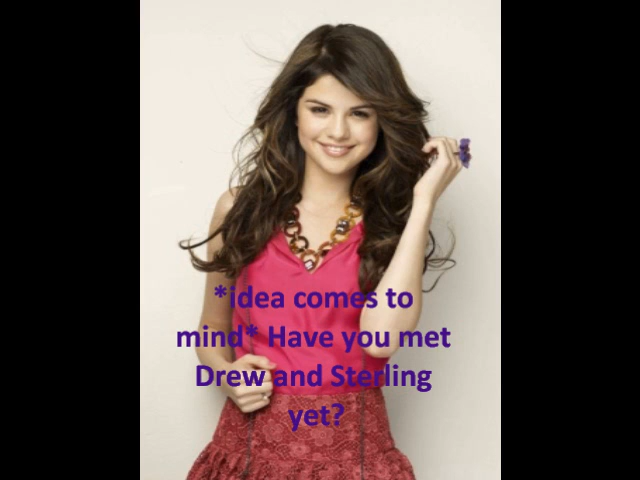 *idea comes to
mind* Have you met
Drew and Sterling
yet?